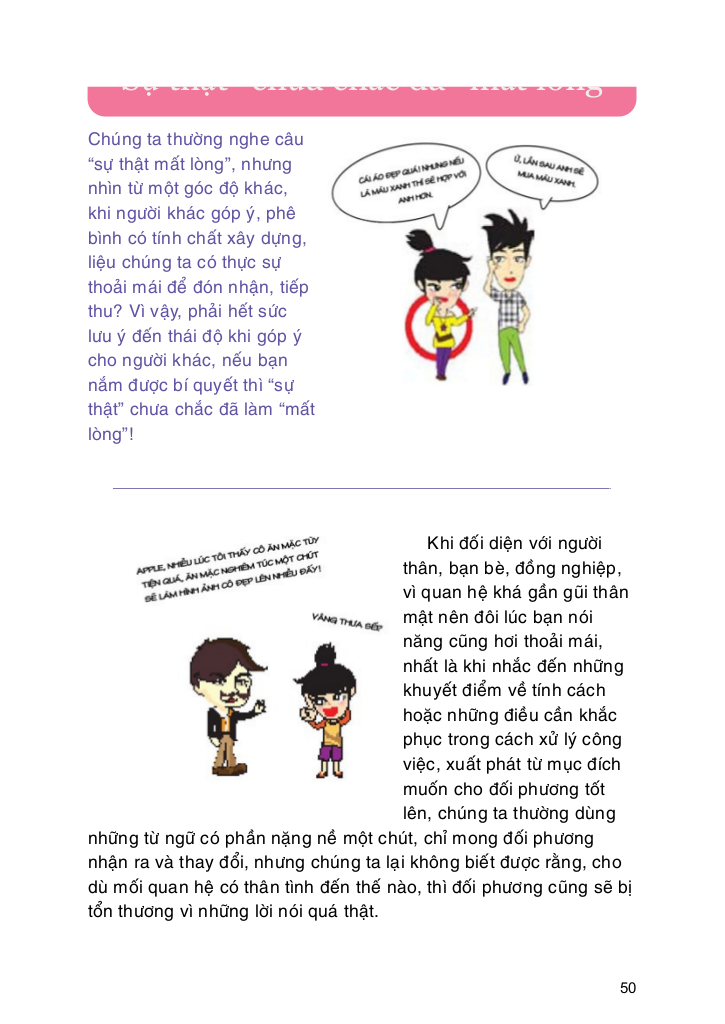 Sự thật “chưa chắc đã “mất lòng
Chúng ta thường nghe câu
“sự thật mất lòng”, nhưng
nhìn từ một góc độ khác,
khi người khác góp ý, phê
bình có tính chất xây dựng,
liệu chúng ta có thực sự
thoải mái để đón nhận, tiếp
thu? Vì vậy, phải hết sức
lưu ý đến thái độ khi góp ý
cho người khác, nếu bạn
nắm được bí quyết thì “sự
thật” chưa chắc đã làm “mất
lòng”!
CÁI ÁO ĐẸP QUÁ! NHƯNG NẾU
LÀ MÀU XANH THÌ SẼ HỢP VỚI
ANH HƠN.
Ừ, LẦN SAU ANH SẼ
MUA MÀU XANH.
APPLE, NHIỀU LÚC TÔI THẤY CÔ ĂN MẶC TÙY
TIỆN QUÁ, ĂN MẶC NGHIÊM TÚC MỘT CHÚT
SẼ LÀM HÌNH ẢNH CÔ ĐẸP LÊN NHIỀU ĐẤY!
VÂNG THƯA SẾP
Khi đối diện với người
thân, bạn bè, đồng nghiệp,
vì quan hệ khá gần gũi thân
mật nên đôi lúc bạn nói
năng cũng hơi thoải mái,
nhất là khi nhắc đến những
khuyết điểm về tính cách
hoặc những điều cần khắc
phục trong cách xử lý công
việc, xuất phát từ mục đích
muốn cho đối phương tốt
lên, chúng ta thường dùng
những từ ngữ có phần nặng nề một chút, chỉ mong đối phương
nhận ra và thay đổi, nhưng chúng ta lại không biết được rằng, cho
dù mối quan hệ có thân tình đến thế nào, thì đối phương cũng sẽ bị
tổn thương vì những lời nói quá thật.
50